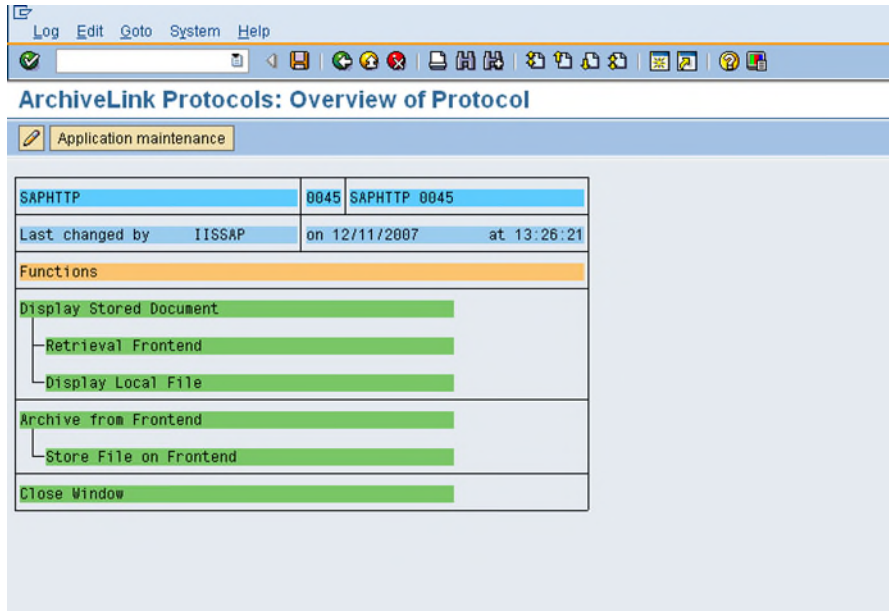 Log Edit Goto System Help
ArchiveLink Protocols: Overview of Protocol
Application maintenance
SAPHTTP 0045 SAPHTTP 0045
Last changed by IISSAP on 12/11/2007 at 13:26:21
Functions
Display Stored Document
Retrieval Frontend
Display Local File
Archive from Frontend
Store File on Frontend
Close Window